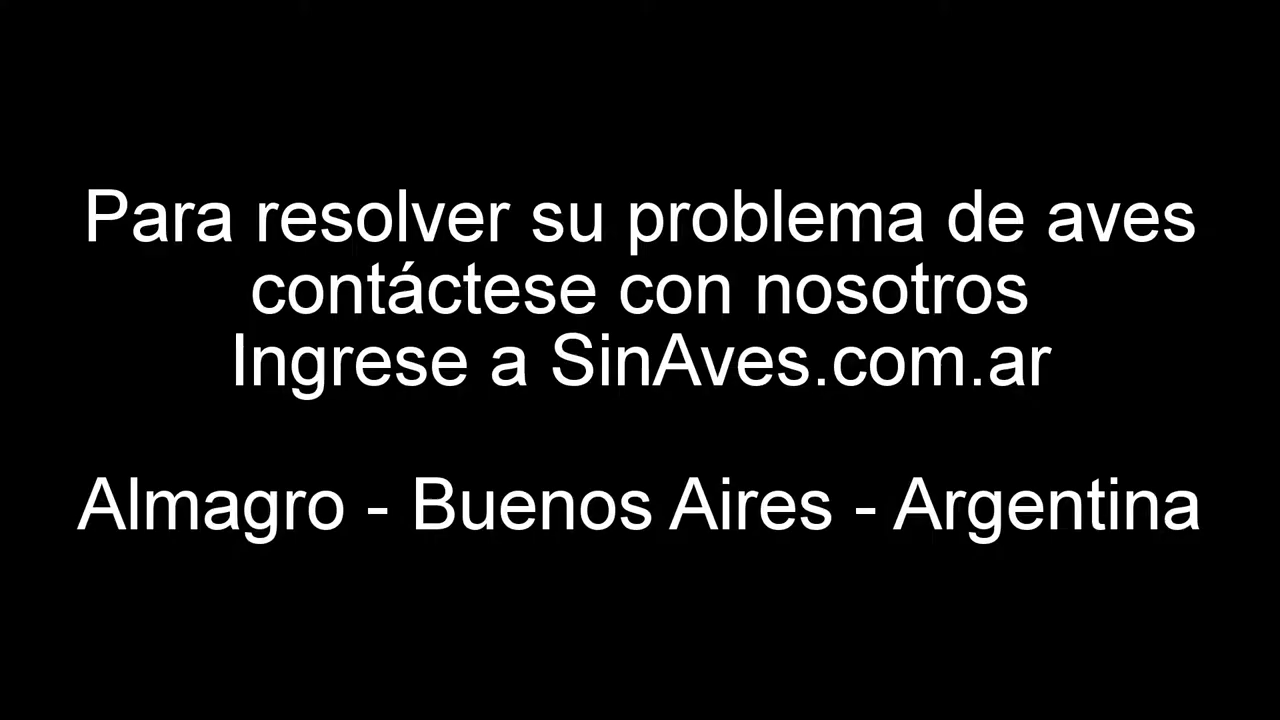 Para resolver su problema de aves
contáctese con nosotros
Ingrese a SinAves.com.ar
Almagro - Buenos Aires - Argentina